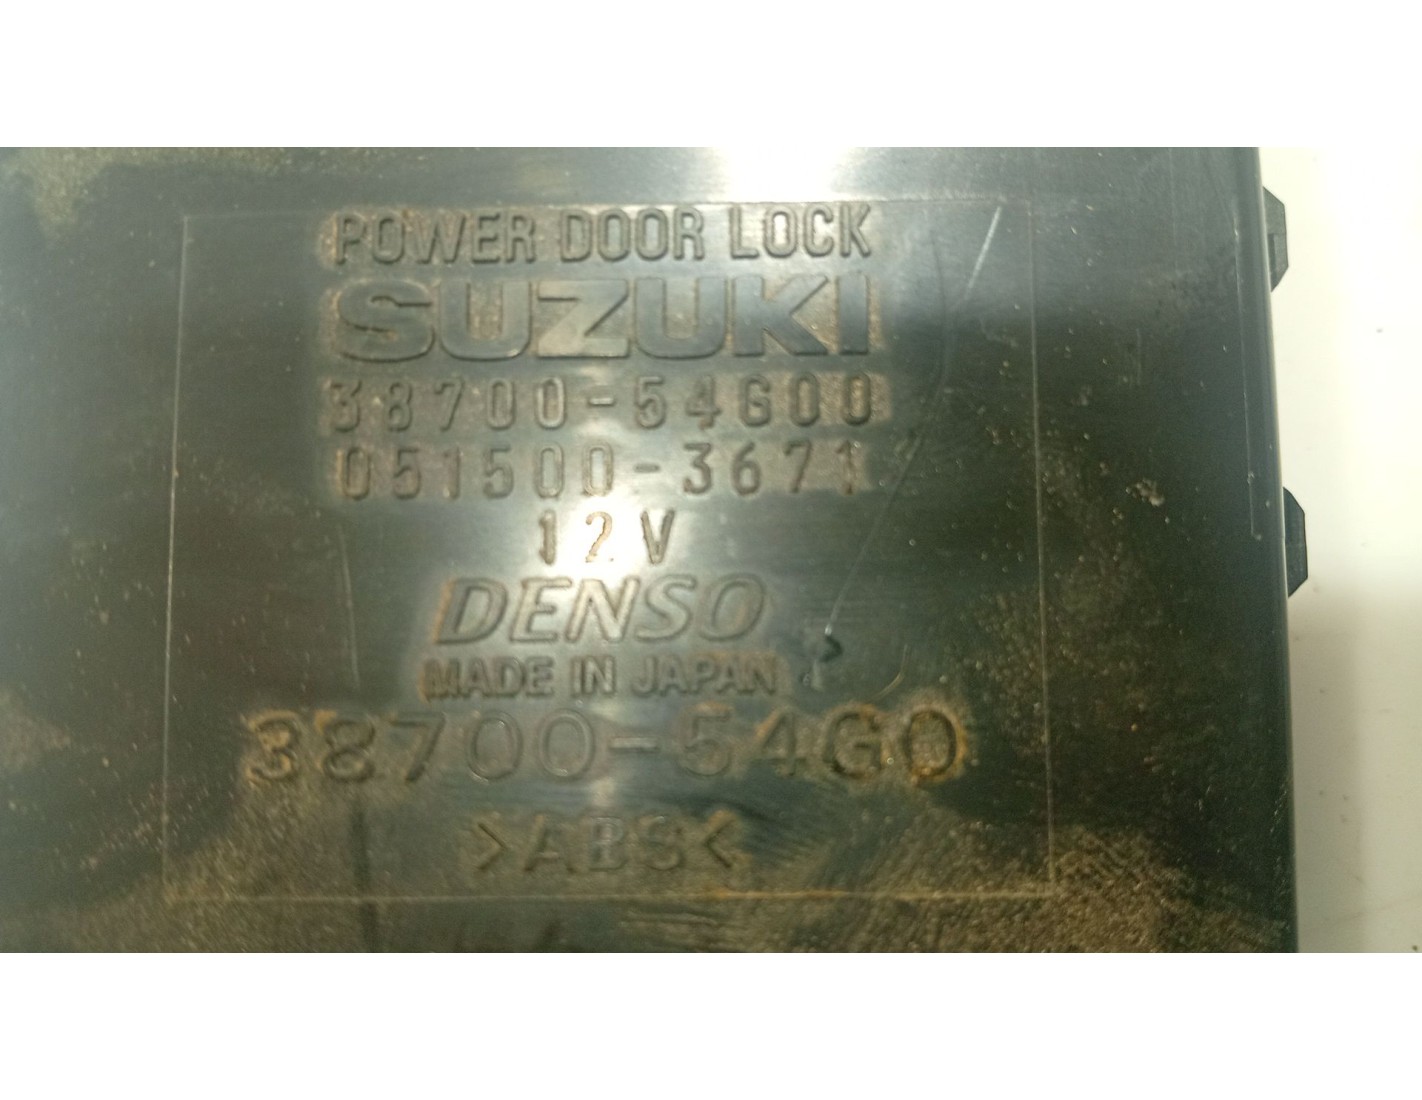 POWER DOOR LOCK
SUZUKI
38700-54G00
051500-3671
12V
DENSO
MADE IN JAPAN
38700-54G0
>ABS<